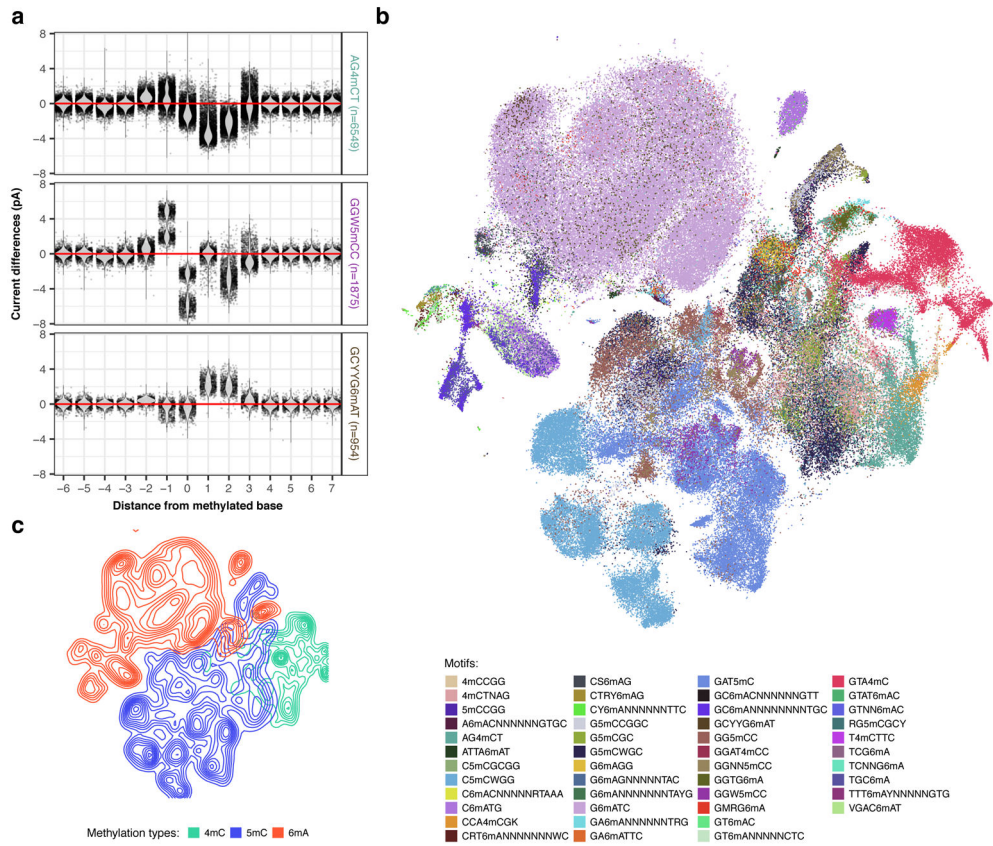 a
b
Current differences (pA)
8
4
0
−4
−8
AG4mCT (n=6549)
8
4
0
−4
−8
GGW5mCC (n=1875)
8
4
0
−4
−8
GCYYG6mAT (n=954)
−6 −5 −4 −3 −2 −1 0 1 2 3 4 5 6 7
Distance from methylated base
c
Methylation types: 4mC 5mC 6mA
Motifs:
4mCCGG
4mCTNAG
5mCCGG
A6mACNNNNNNGTGC
AG4mCT
ATTA6mAT
C5mCGCGG
C5mCWGG
C6mACNNNNNRTAAA
C6mATG
CCA4mCGK
CRT6mANNNNNNNNWC
CS6mAG
CTRY6mAG
CY6mANNNNNNTTC
G5mCCGGC
G5mCGC
G5mCWGC
G6mAGG
G6mAGNNNNNTAC
G6mANNNNNNNTAYG
G6mATC
GA6mANNNNNNTRG
GA6mATTC
GAT5mC
GC6mACNNNNNNGTT
GC6mANNNNNNNNTGC
GCYYG6mAT
GG5mCC
GGAT4mCC
GGNN5mCC
GGTG6mA
GGW5mCC
GMRG6mA
GT6mAC
GT6mANNNNNCTC
GTA4mC
GTAT6mAC
GTNN6mAC
RG5mCGCY
T4mCTTC
TCG6mA
TCNNG6mA
TGC6mA
TTT6mAYNNNNNGTG
VGAC6mAT